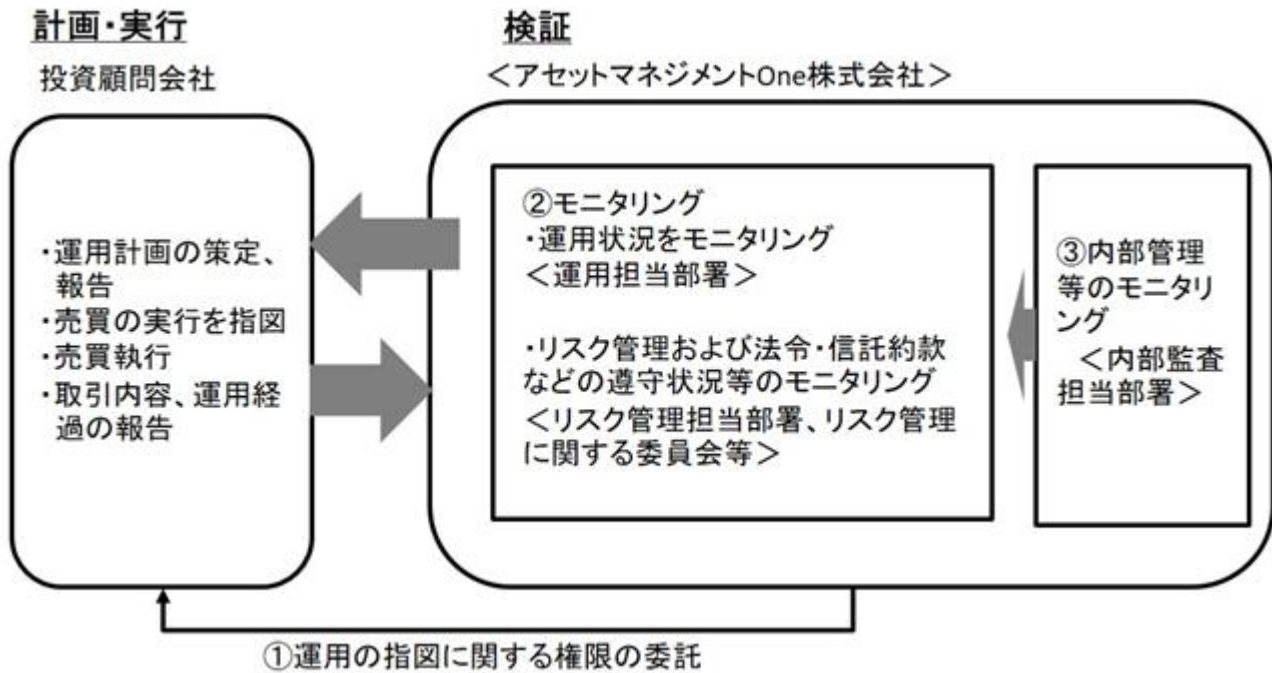 計画・実行
投資顧問会社
・運用計画の策定、
報告
・売買の実行を指図
・売買執行
・取引内容、運用経
過の報告
検証
＜アセットマネジメントOne株式会社＞
②モニタリング
・運用状況をモニタリング
＜運用担当部署＞
・リスク管理および法令・信託約款
などの遵守状況等のモニタリング
＜リスク管理担当部署、リスク管理
に関する委員会等＞
③内部管理
等のモニタリ
ング
＜内部監査
担当部署＞
①運用の指図に関する権限の委託